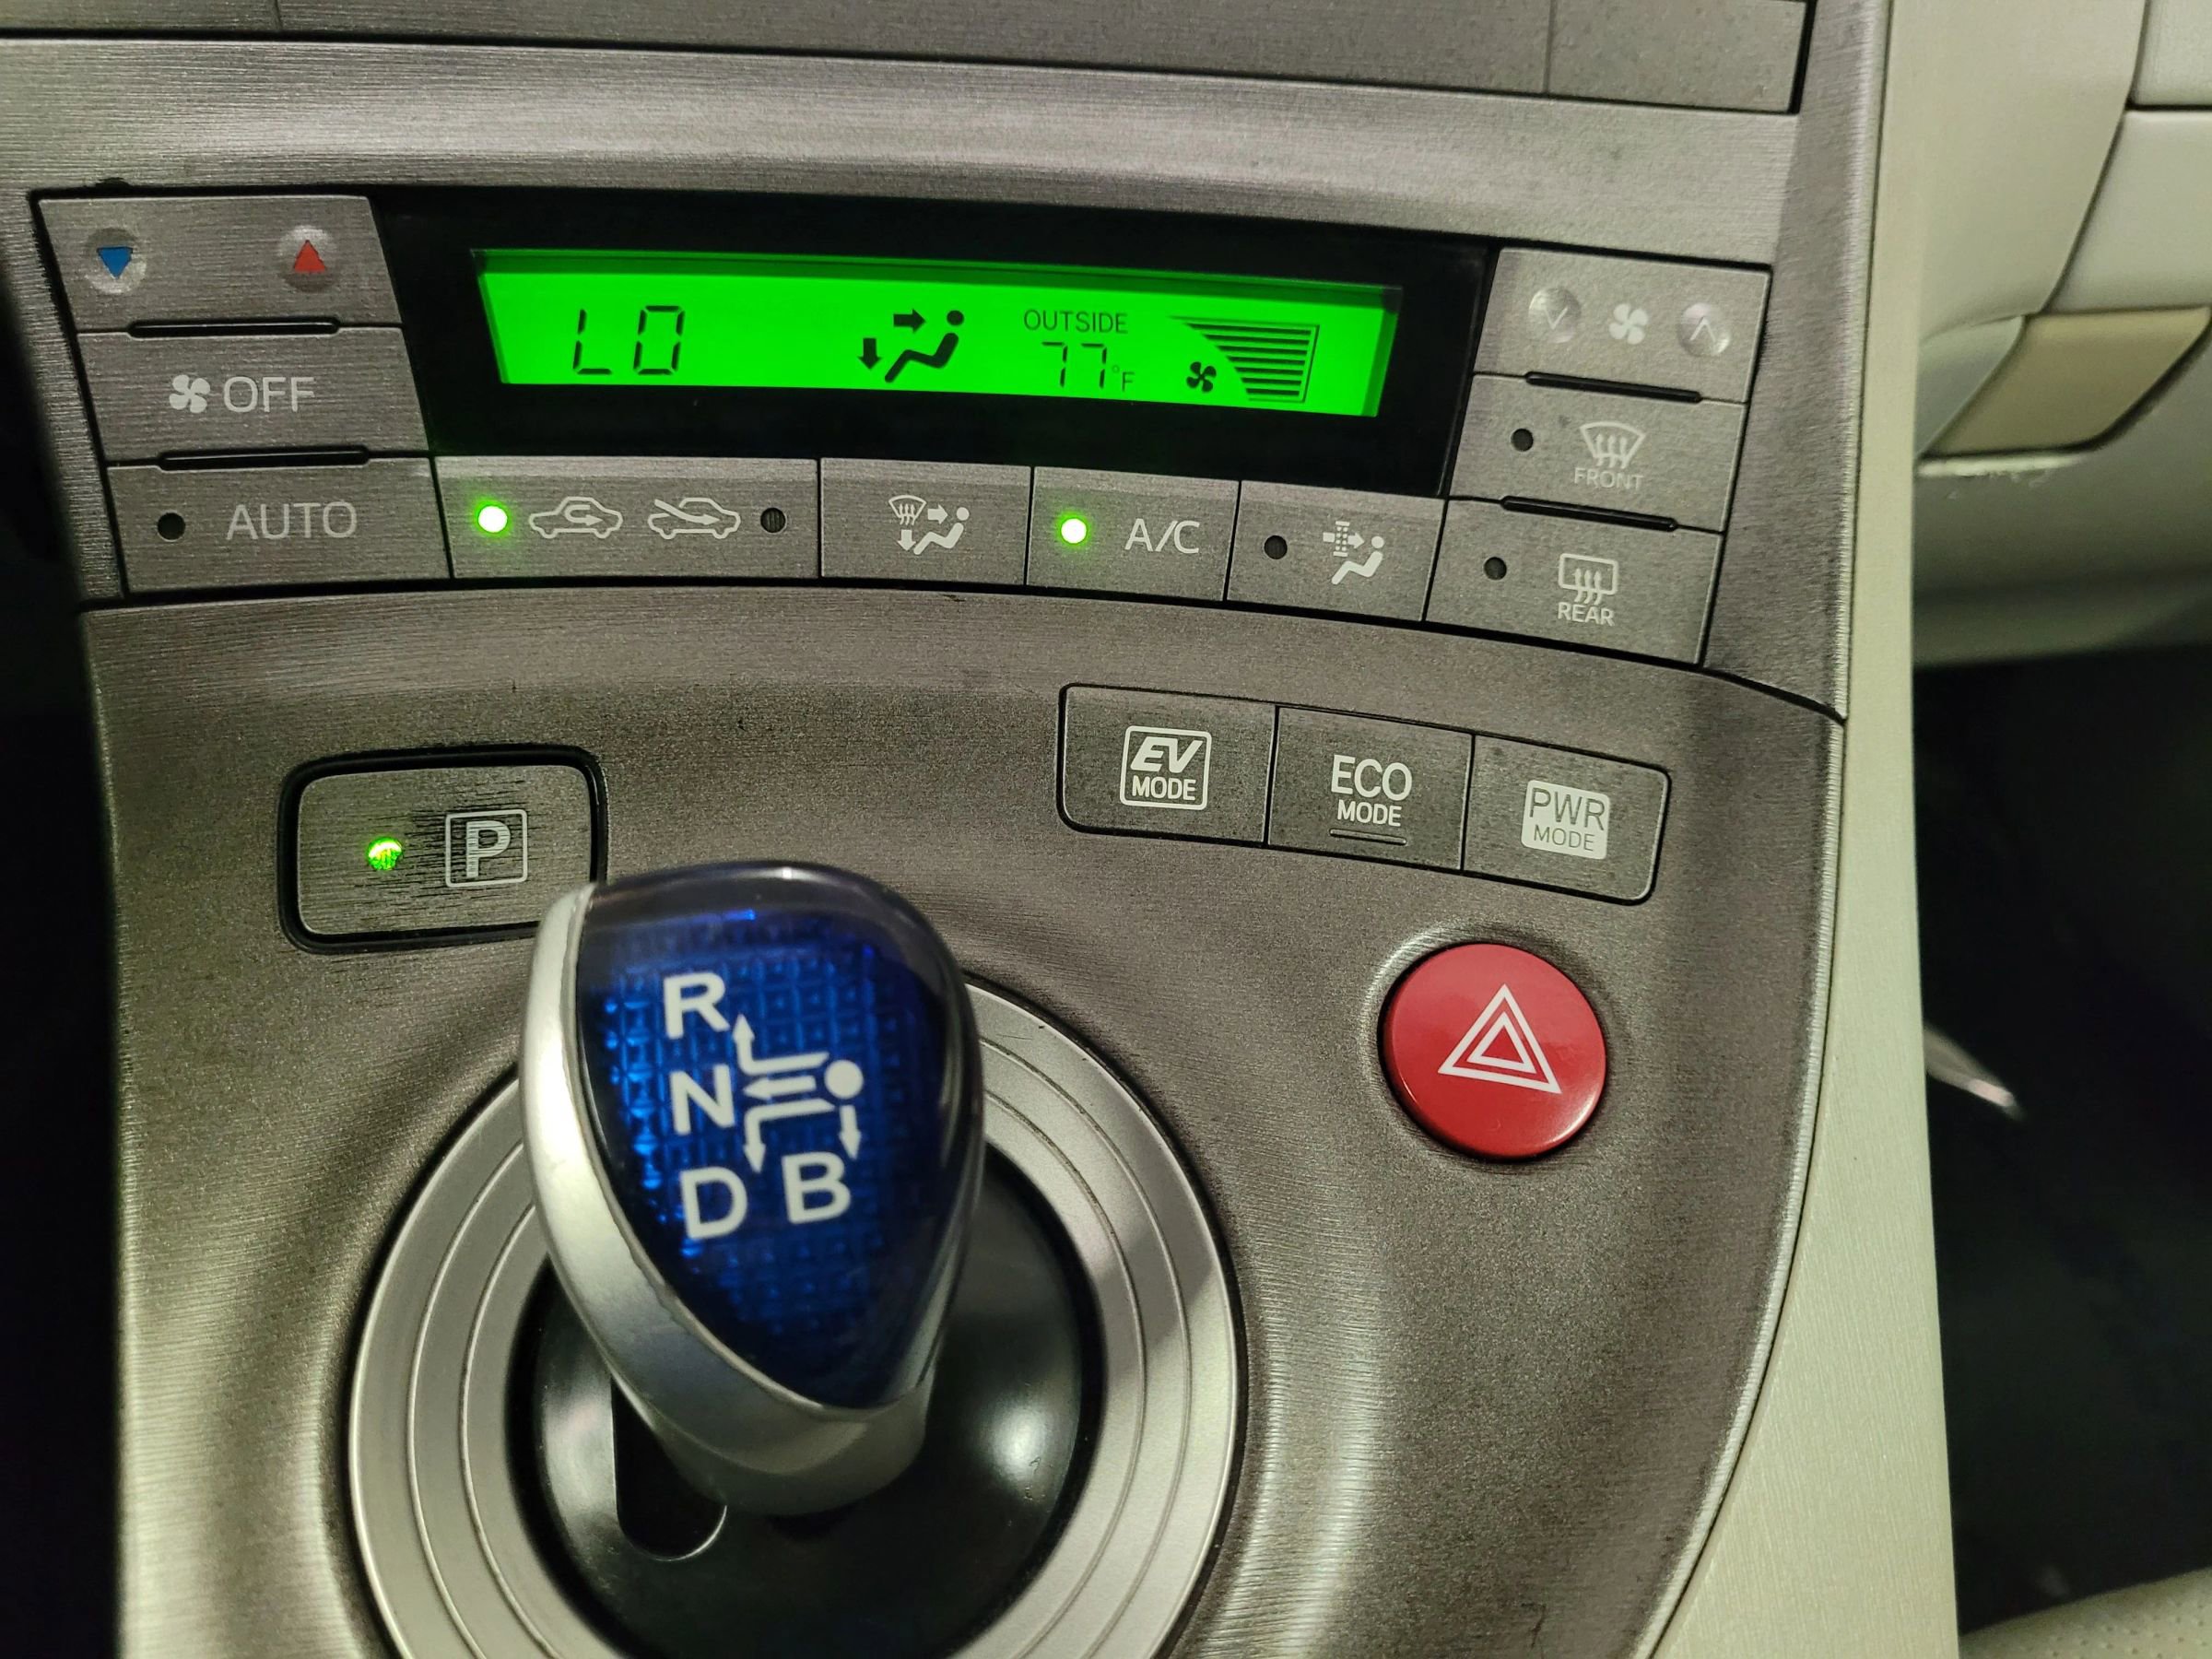 LO
OUTSIDE
77°F
OFF
AUTO
A/C
FRONT
REAR
P
EV
MODE
ECO
MODE
PWR
MODE
R
N
D B